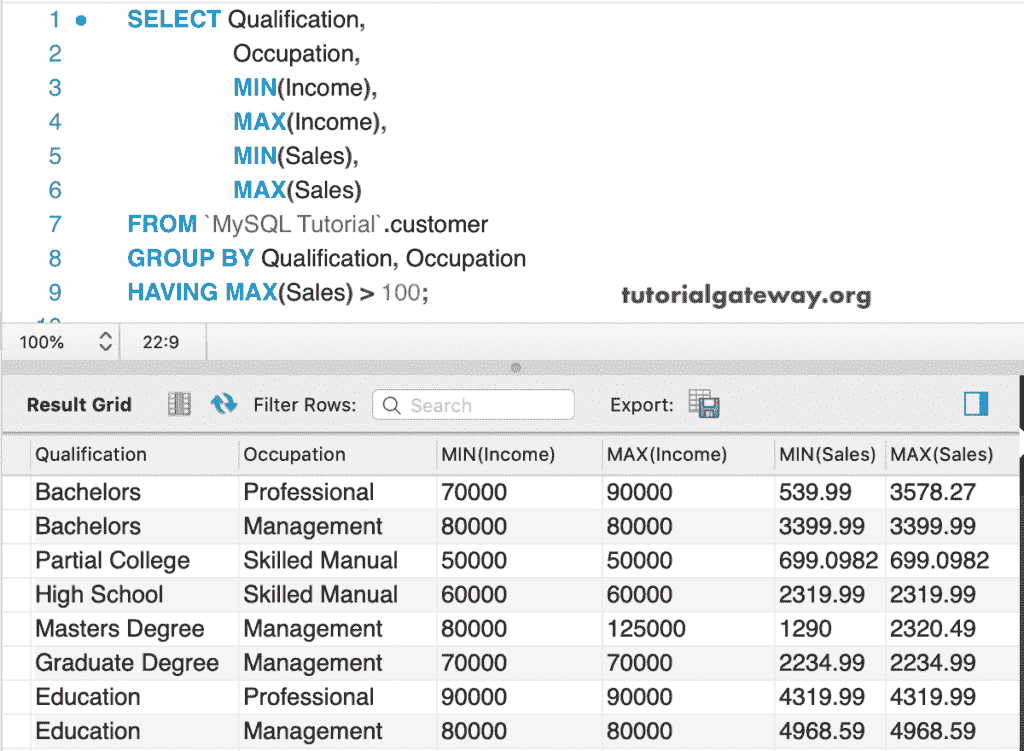 1 SELECT Qualification,
2 Occupation,
3 MIN(Income),
4 MAX(Income),
5 MIN(Sales),
6 MAX(Sales)
7 FROM `MySQL Tutorial`.customer
8 GROUP BY Qualification, Occupation
9 HAVING MAX(Sales) > 100;
tutorialgateway.org
10
100% 22:9
Result Grid Filter Rows: Search Export:
Qualification Occupation MIN(Income) MAX(Income) MIN(Sales) MAX(Sales)
Bachelors Professional 70000 90000 539.99 3578.27
Bachelors Management 80000 80000 3399.99 3399.99
Partial College Skilled Manual 50000 50000 699.0982 699.0982
High School Skilled Manual 60000 60000 2319.99 2319.99
Masters Degree Management 80000 125000 1290 2320.49
Graduate Degree Management 70000 70000 2234.99 2234.99
Education Professional 90000 90000 4319.99 4319.99
Education Management 80000 80000 4968.59 4968.59